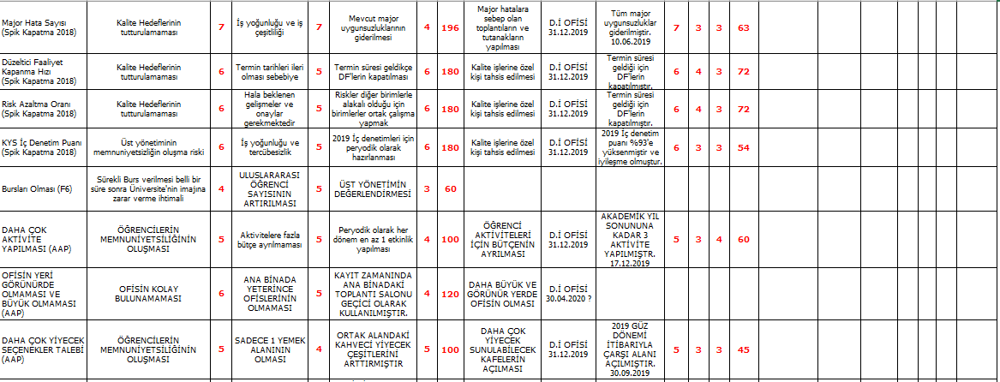 Major Hata Sayısı
(Spik Kapatma 2018)
Kalite Hedeflerinin
tutturulamaması
7
İş yoğunluğu ve iş
çeşitliliği
7
Mevcut major
uygunsuzluklarının
giderilmesi
4
196
Major hatalara
sebep olan
toplantıların ve
tutanakların
yapılması
D.İ OFİSİ
31.12.2019
Tüm major
uygunsuzluklar
giderilmiştir.
10.06.2019
7
3
3
63
Düzeltici Faaliyet
Kapanma Hızı
(Spik Kapatma 2018)
Kalite Hedeflerinin
tutturulamaması
6
Termin tarihleri ileri
olması sebebiye
5
Termin süresi geldikçe
DF'lerin kapatılması
6
180
Kalite işlerine özel
kişi tahsis edilmesi
D.İ OFİSİ
31.12.2019
Termin süresi
geldiği için
DF'lerin
kapatılmıştır.
6
4
3
72
Risk Azaltma Oranı
(Spik Kapatma 2018)
Kalite Hedeflerinin
tutturulamaması
6
Hala beklenen
gelişmeler ve
onaylar
gerekmektedir
5
Riskler diğer birimlerle
alakalı olduğu için
birimlerle ortak çalışma
yapmak
6
180
Kalite işlerine özel
kişi tahsis edilmesi
D.İ OFİSİ
31.12.2019
Termin süresi
geldiği için
DF'lerin
kapatılmıştır.
6
4
3
72
KYS İç Denetim Puanı
(Spik Kapatma 2018)
Üst yönetiminin
memnuniyetsizliğin oluşma riski
6
İş yoğunluğu ve
tercübesizlik
5
2019 İç denetimleri için
peryodik olarak
hazırlanması
6
180
Kalite işlerine özel
kişi tahsis edilmesi
D.İ OFİSİ
31.12.2019
2019 İç denetim
puanı %93'e
yüksenmiştir ve
iyileşme olmuştur.
6
3
3
54
Bursları Olması (F6)
Sürekli Burs verilmesi belli bir
süre sonra Üniversite'nin imajına
zarar verme ihtimali
4
ULUSLARARASI
ÖĞRENCİ
SAYISININ
ARTIRILMASI
5
ÜST YÖNETİMİN
DEĞERLENDİRMESİ
3
60
DAHA ÇOK
AKTİVİTE
YAPILMASI (AAP)
ÖĞRENCİLERİN
MEMNUNİYETSİLİĞİNİN
OLUŞMASI
5
Aktivitelere fazla
bütçe ayrılmaması
5
Peryodik olarak her
dönem en az 1 etkinlik
yapılması
4
100
ÖĞRENCİ
AKTİVİTELERİ
İÇİN BÜTÇENİN
AYRILMASI
D.İ OFİSİ
31.12.2019
AKADEMİK YIL
SONUNUNA
KADAR 3
AKTİVİTE
YAPILMIŞTR.
17.12.2019
5
3
4
60
OFİSİN YERİ
GÖRÜNÜRDE
OLMAMASI VE
BÜYÜK OLMAMASI
(AAP)
OFİSİN KOLAY
BULUNAMAMASI
6
ANA BİNADA
YETERİNCE
OFİSLERİNİN
OLMAMASI
5
KAYIT ZAMANINDA
ANA BİNADAKİ
TOPLANTI SALONU
GEÇİCİ OLARAK
KULLANILMIŞTIR.
4
120
DAHA BÜYÜK VE
GÖRÜNÜR YERDE
OFİSİN OLMASI
D.İ OFİSİ
30.04.2020 ?
DAHA ÇOK YİYECEK
SEÇENEKLER TALEBİ
(AAP)
ÖĞRENCİLERİN
MEMNUNİYETSİLİĞİNİN
OLUŞMASI
5
SADECE 1 YEMEK
ALANININ
OLMASI
4
ORTAK ALANDAKİ
KAHVECİ YİYECEK
ÇEŞİTLERİNİ
ARTTIRMIŞTIR
5
100
DAHA ÇOK
YİYECEK
SUNULABİLECEK
KAFELERİN
AÇILMASI
D.İ OFİSİ
31.12.2019
2019 GÜZ
DÖNEMİ
İTİBARIYLA
ÇARŞI ALANI
AÇILMIŞTIR.
30.09.2019
5
3
3
45